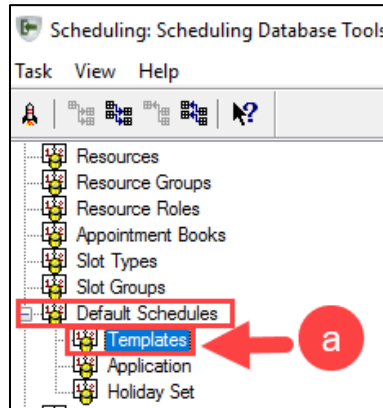 Scheduling: Scheduling Database Tools
Task View Help
Resources
Resource Groups
Resource Roles
Appointment Books
Slot Types
Slot Groups
Default Schedules
Templates
a
Application
Holiday Set